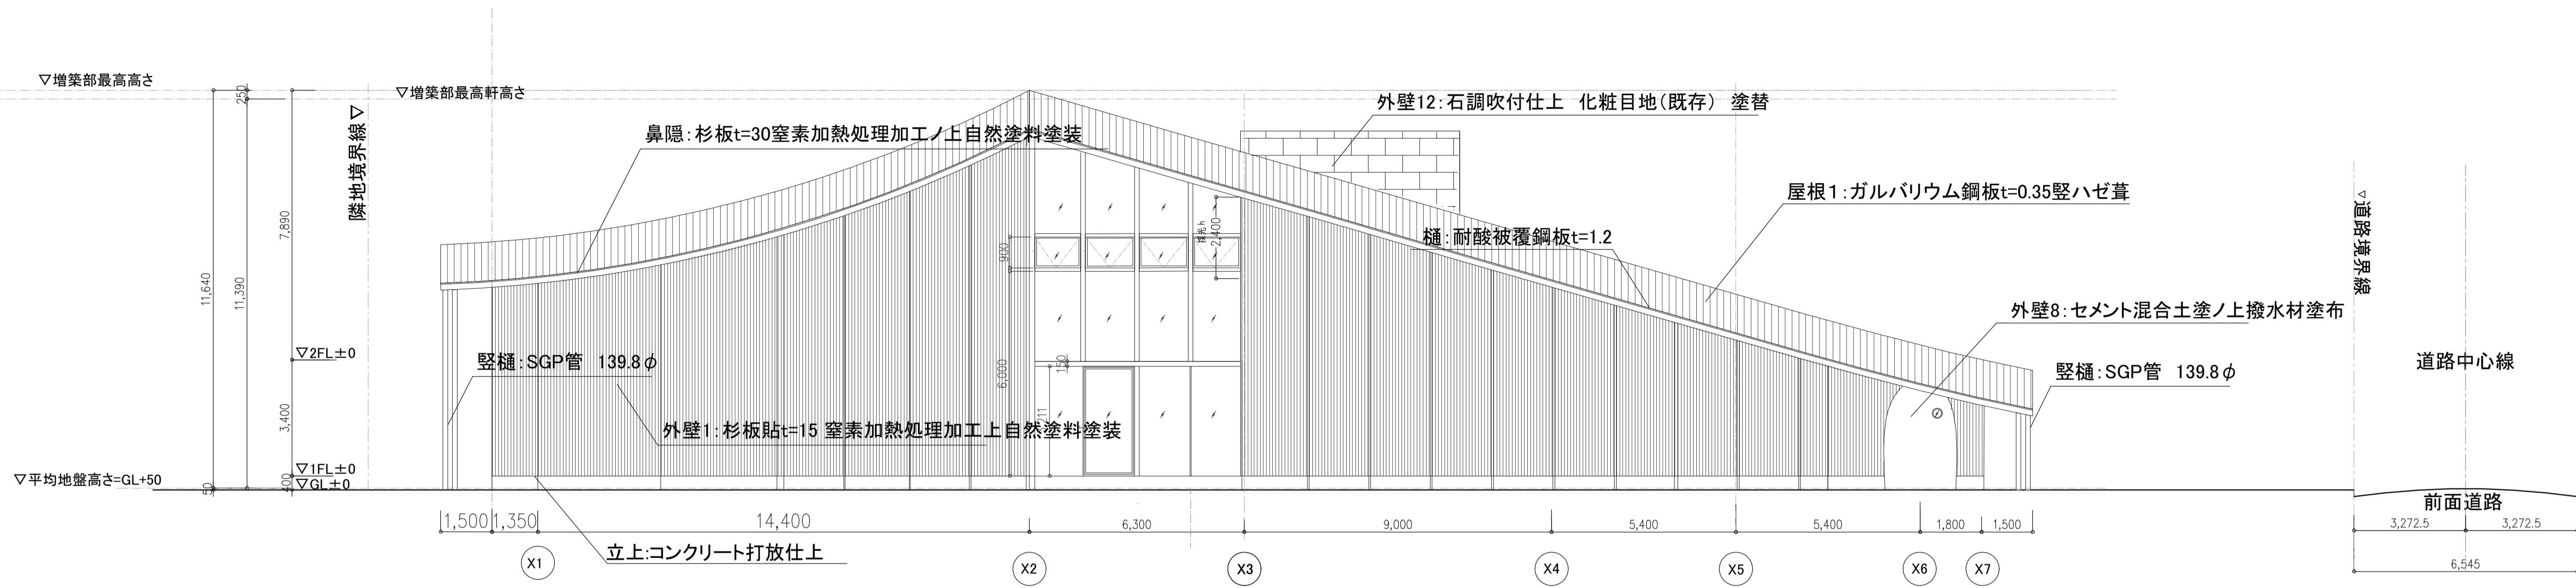 ▽増築部最高高さ
▽増築部最高軒高さ
250
隣地境界線▽
鼻隠:杉板t=30窒素加熱処理加工ノ上自然塗料塗装
外壁12:石調吹付仕上 化粧目地(既存) 塗替
屋根1:ガルバリウム鋼板t=0.35竪ハゼ葺
樋:耐酸被覆鋼板t=1.2
▽道路境界線
外壁8:セメント混合土塗ノ上撥水材塗布
道路中心線
竪樋:SGP管 139.8φ
竪樋:SGP管 139.8φ
外壁1:杉板貼t=15 窒素加熱処理加工上自然塗料塗装
11,640
11,390
7,890
3,400
400
50
900
採光h
2,400
6,000
150
211
▽2FL±0
▽1FL±0
▽GL±0
▽平均地盤高さ=GL+50
前面道路
1,500
1,350
14,400
6,300
9,000
5,400
5,400
1,800
1,500
3,272.5
3,272.5
6,545
立上:コンクリート打放仕上
X1
X2
X3
X4
X5
X6
X7